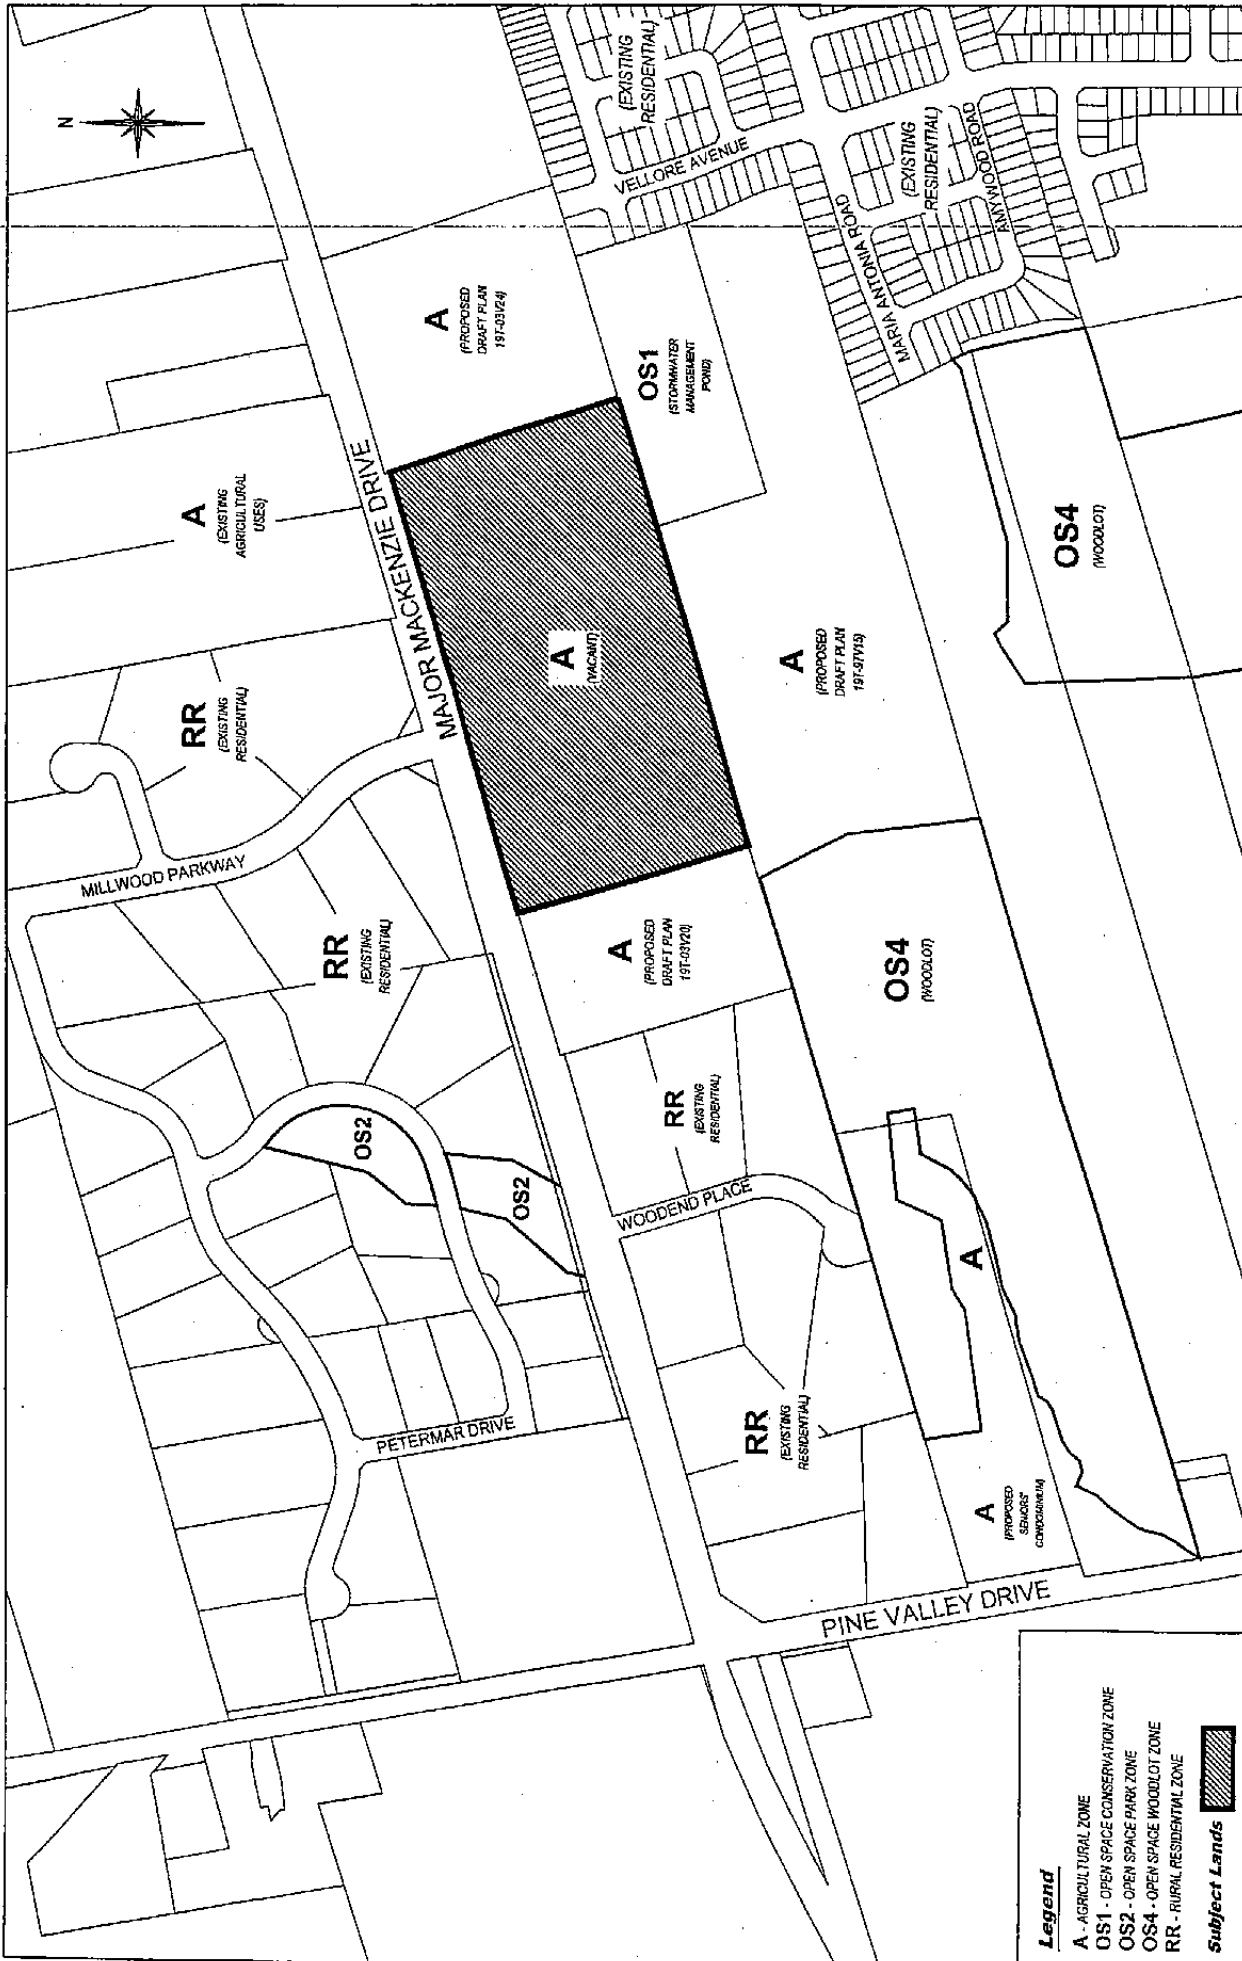 N
(EXISTING
RESIDENTIAL)
VELLORE AVENUE
(EXISTING
RESIDENTIAL)
AMYWOOD ROAD
MARIA ANTONIA ROAD
A
(PROPOSED
DRAFT PLAN
19T-03V24)
OS1
(STORMWATER
MANAGEMENT
POND)
A
(EXISTING
AGRICULTURAL
USES)
MAJOR MACKENZIE DRIVE
A
(VACANT)
A
(PROPOSED
DRAFT PLAN
19T-97V15)
OS4
(WOODLOT)
RR
(EXISTING
RESIDENTIAL)
MILLWOOD PARKWAY
RR
(EXISTING
RESIDENTIAL)
A
(PROPOSED
DRAFT PLAN
19T-03V20)
OS4
(WOODLOT)
OS2
OS2
RR
(EXISTING
RESIDENTIAL)
WOODEND PLACE
A
PETERMAR DRIVE
RR
(EXISTING
RESIDENTIAL)
A
(PROPOSED
SENIORS'
CONDOMINIUM)
PINE VALLEY DRIVE
Legend
A - AGRICULTURAL ZONE
OS1 - OPEN SPACE CONSERVATION ZONE
OS2 - OPEN SPACE PARK ZONE
OS4 - OPEN SPACE WOODLOT ZONE
RR - RURAL RESIDENTIAL ZONE
Subject Lands